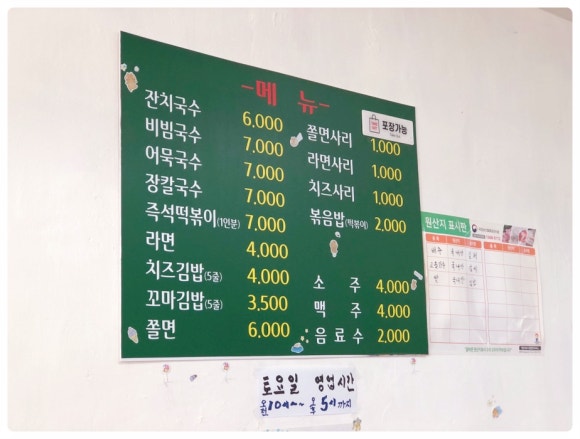 -메 뉴-
포장가능
잔치국수 6,000
비빔국수 7,000
어묵국수 7,000
장칼국수 7,000
즉석떡볶이(1인분) 7,000
라면 4,000
치즈김밥(5줄) 4,000
꼬마김밥(5줄) 3,500
쫄면 6,000
쫄면사리 1,000
라면사리 1,000
치즈사리 1,000
볶음밥(떡볶이) 2,000
소 주 4,000
맥 주 4,000
음료수 2,000
원산지 표시판
토요일 영업시간
오전10시~ 오후5시까지